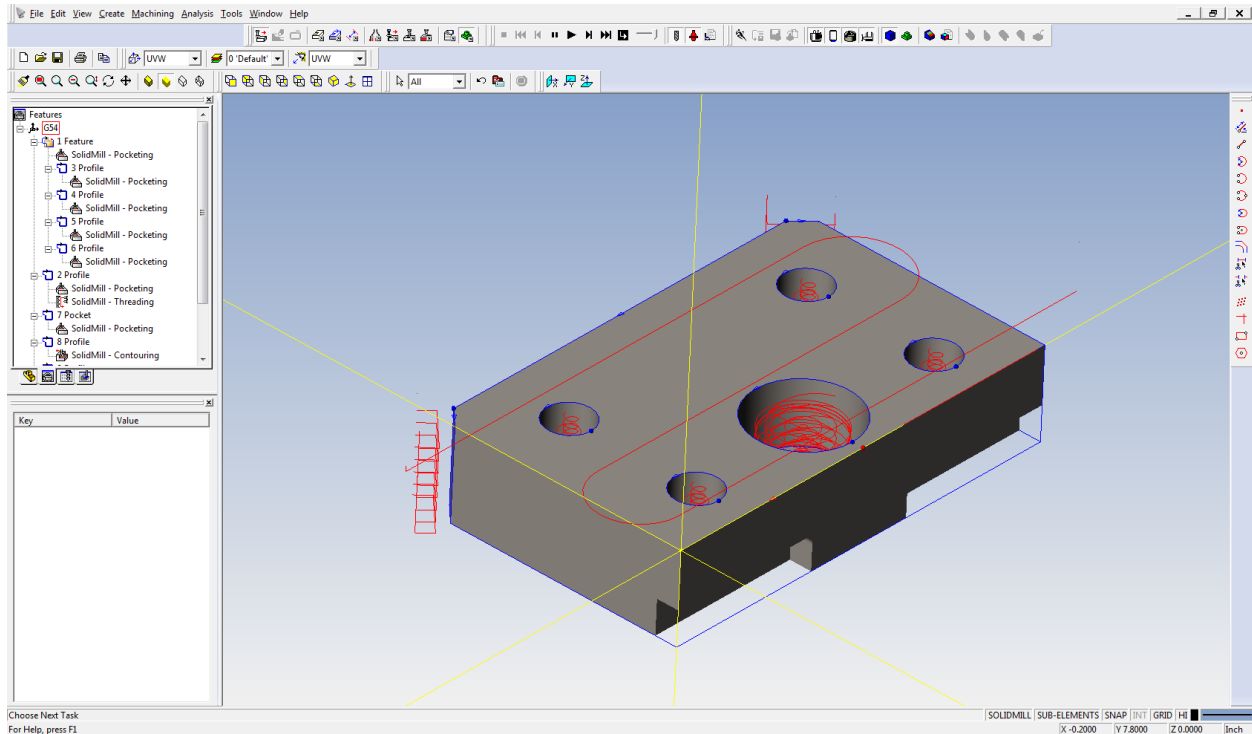 File Edit View Create Machining Analysis Tools Window Help
UVW 0 'Default' UVW
All
Features
G54
1 Feature
SolidMill - Pocketing
3 Profile
SolidMill - Pocketing
4 Profile
SolidMill - Pocketing
5 Profile
SolidMill - Pocketing
6 Profile
SolidMill - Pocketing
2 Profile
SolidMill - Pocketing
SolidMill - Threading
7 Pocket
SolidMill - Pocketing
8 Profile
SolidMill - Contouring
Key Value
Choose Next Task
SOLIDMILL SUB-ELEMENTS SNAP INT GRID HI
For Help, press F1
X -0.2000 Y 7.8000 Z 0.0000 Inch